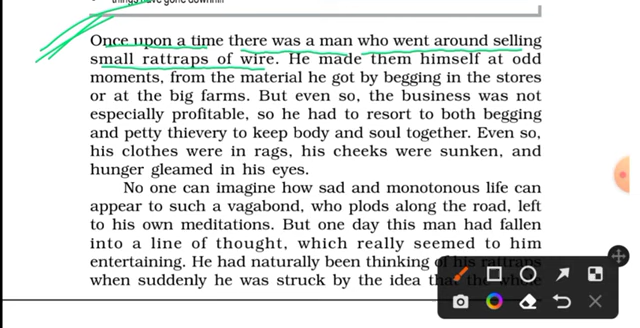 Once upon a time there was a man who went around selling
small rattraps of wire. He made them himself at odd
moments, from the material he got by begging in the stores
or at the big farms. But even so, the business was not
especially profitable, so he had to resort to both begging
and petty thievery to keep body and soul together. Even so,
his clothes were in rags, his cheeks were sunken, and
hunger gleamed in his eyes.
No one can imagine how sad and monotonous life can
appear to such a vagabond, who plods along the road, left
to his own meditations. But one day this man had fallen
into a line of thought, which really seemed to him
entertaining. He had naturally been thinking of his rattraps
when suddenly he was struck by the idea that the whole